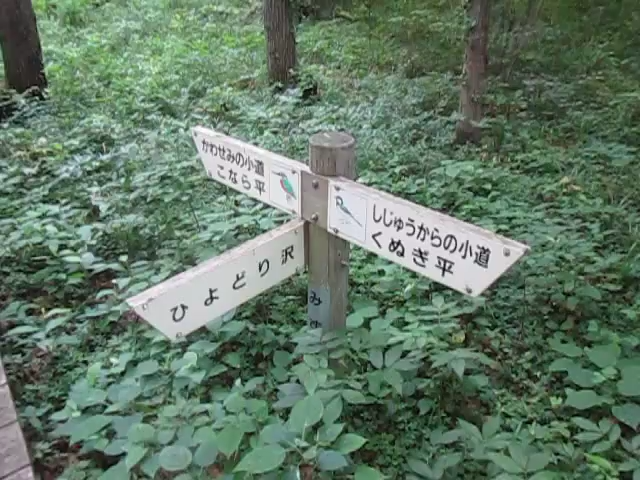 かわせみの小道
こなら平
しじゅうからの小道
くぬぎ平
ひよどり沢
み